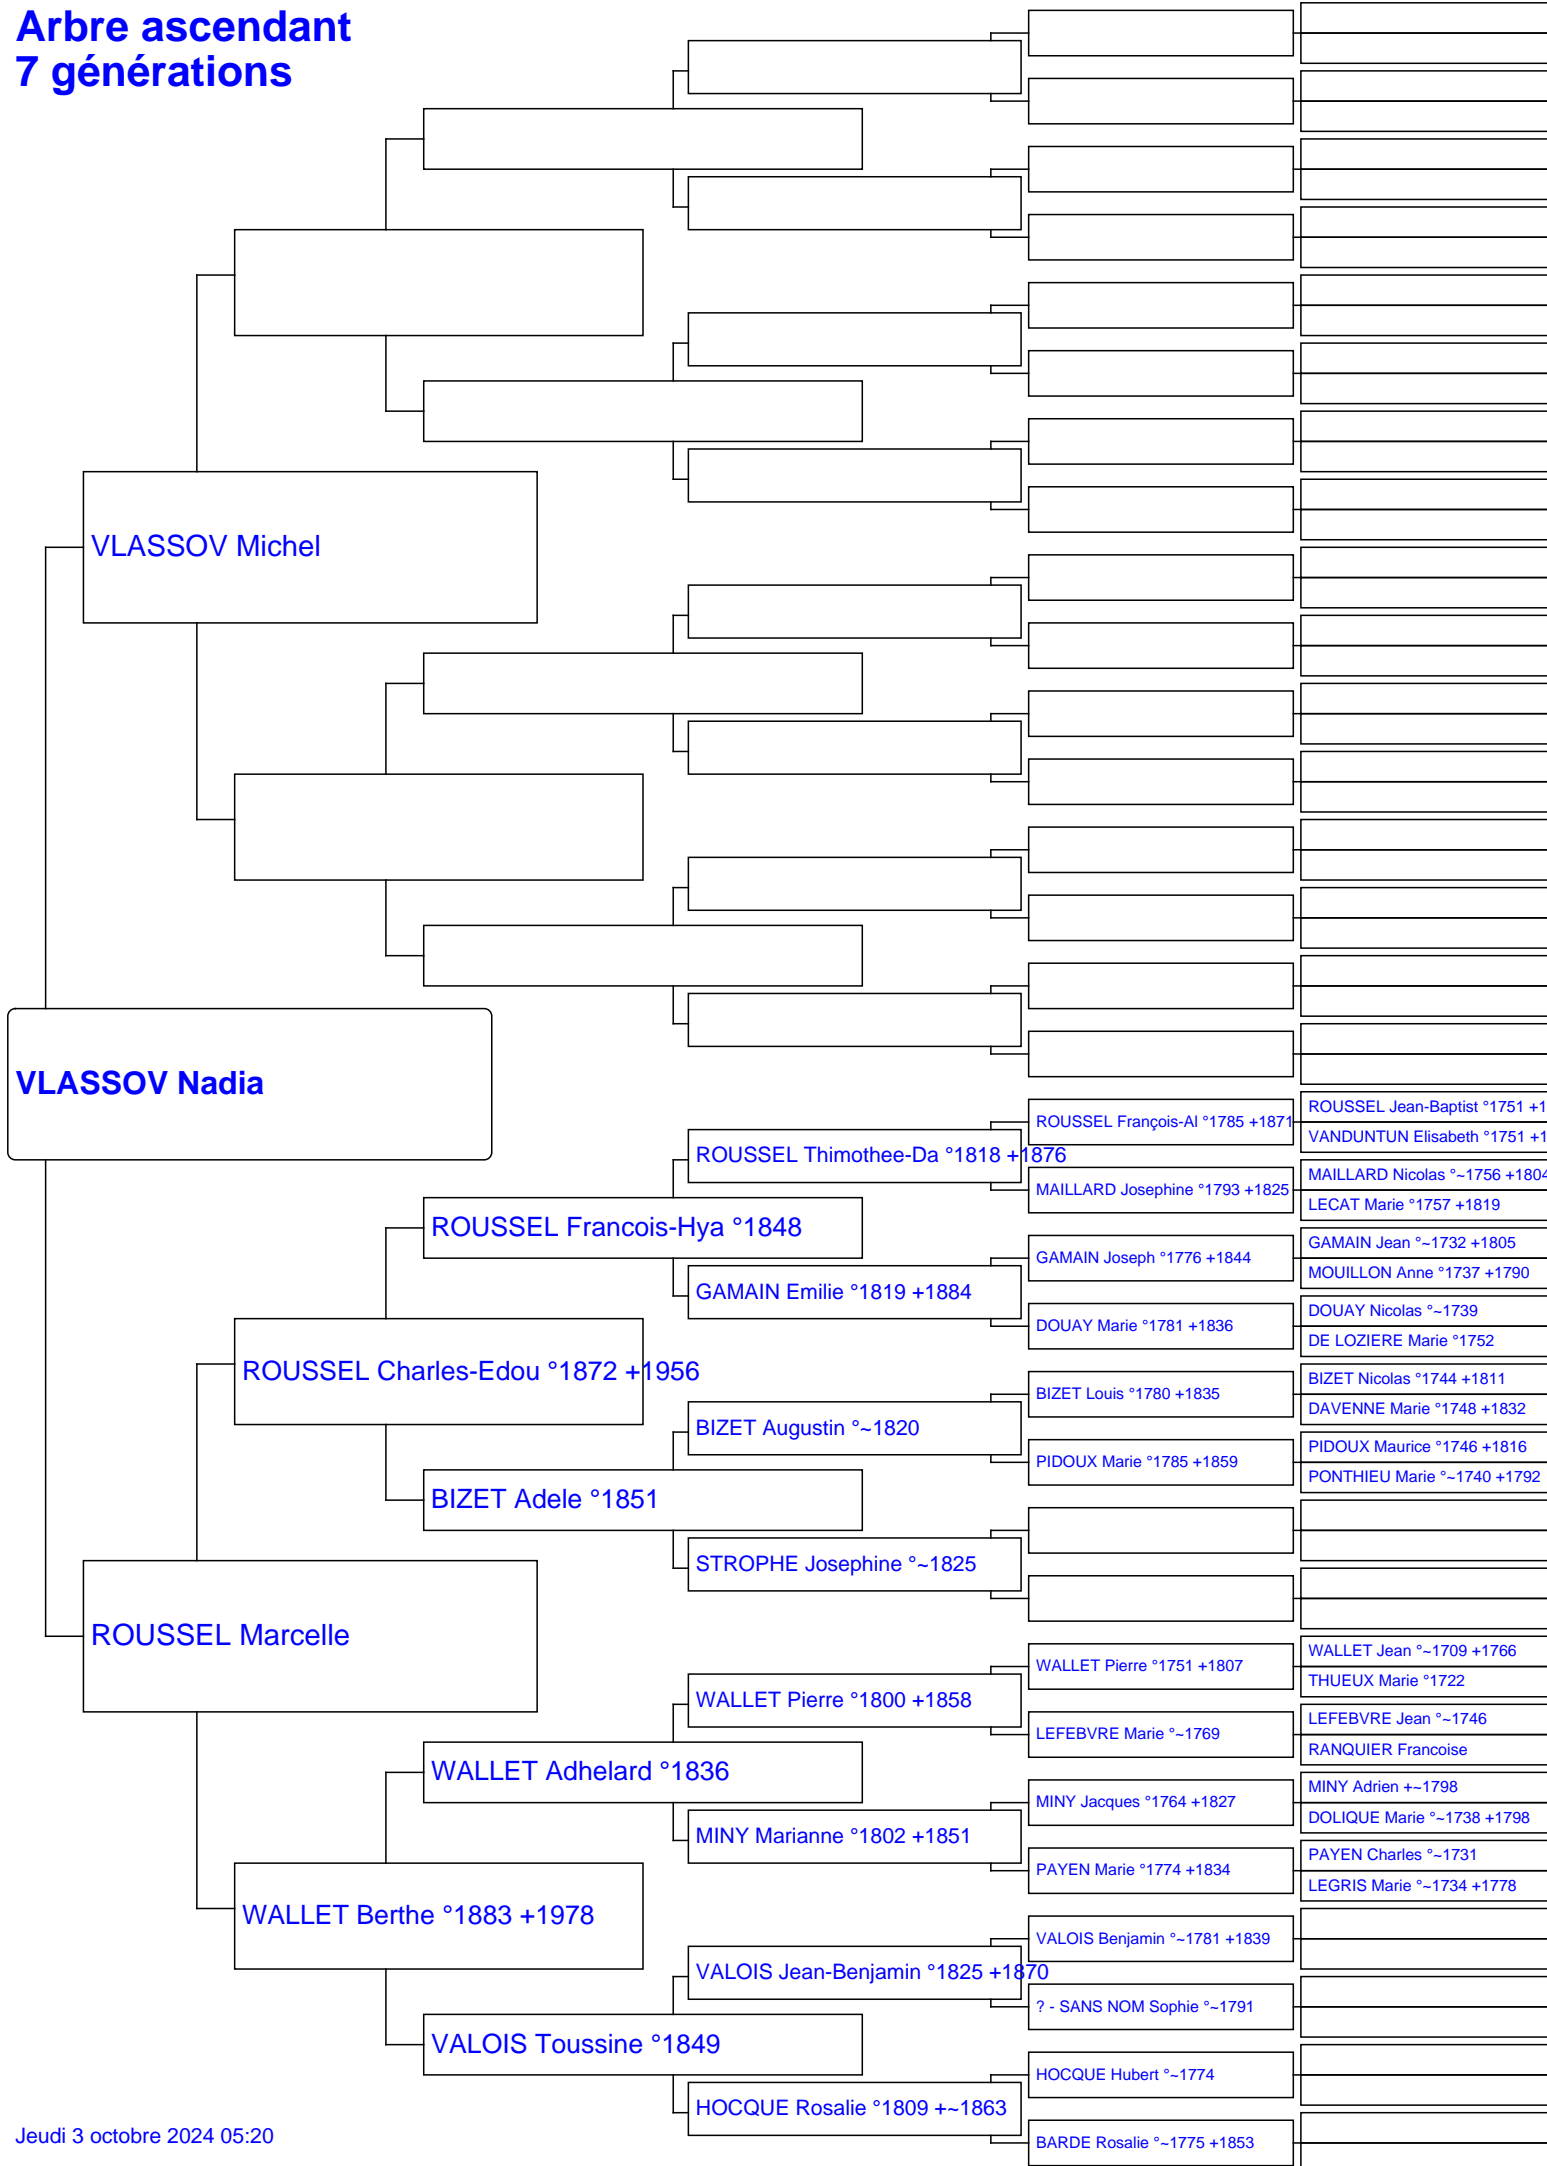 Arbre ascendant
7 générations
VLASSOV Michel
VLASSOV Nadia
ROUSSEL Jean-Baptist °1751 +1
ROUSSEL François-Al °1785 +1871
VANDUNTUN Elisabeth °1751 +1
ROUSSEL Thimothee-Da °1818 +1876
MAILLARD Nicolas °~1756 +1804
MAILLARD Josephine °1793 +1825
LECAT Marie °1757 +1819
ROUSSEL Francois-Hya °1848
GAMAIN Jean °~1732 +1805
GAMAIN Joseph °1776 +1844
MOUILLON Anne °1737 +1790
GAMAIN Emilie °1819 +1884
DOUAY Nicolas °~1739
DOUAY Marie °1781 +1836
DE LOZIERE Marie °1752
ROUSSEL Charles-Edou °1872 +1956
BIZET Nicolas °1744 +1811
BIZET Louis °1780 +1835
DAVENNE Marie °1748 +1832
BIZET Augustin °~1820
PIDOUX Maurice °1746 +1816
PIDOUX Marie °1785 +1859
PONTHIEU Marie °~1740 +1792
BIZET Adele °1851
STROPHE Josephine °~1825
ROUSSEL Marcelle
WALLET Jean °~1709 +1766
WALLET Pierre °1751 +1807
THUEUX Marie °1722
WALLET Pierre °1800 +1858
LEFEBVRE Jean °~1746
LEFEBVRE Marie °~1769
RANQUIER Francoise
WALLET Adhelard °1836
MINY Adrien +~1798
MINY Jacques °1764 +1827
DOLIQUE Marie °~1738 +1798
MINY Marianne °1802 +1851
PAYEN Charles °~1731
PAYEN Marie °1774 +1834
LEGRIS Marie °~1734 +1778
WALLET Berthe °1883 +1978
VALOIS Benjamin °~1781 +1839
VALOIS Jean-Benjamin °1825 +1870
? - SANS NOM Sophie °~1791
VALOIS Toussine °1849
HOCQUE Hubert °~1774
HOCQUE Rosalie °1809 +~1863
BARDE Rosalie °~1775 +1853
Jeudi 3 octobre 2024 05:20